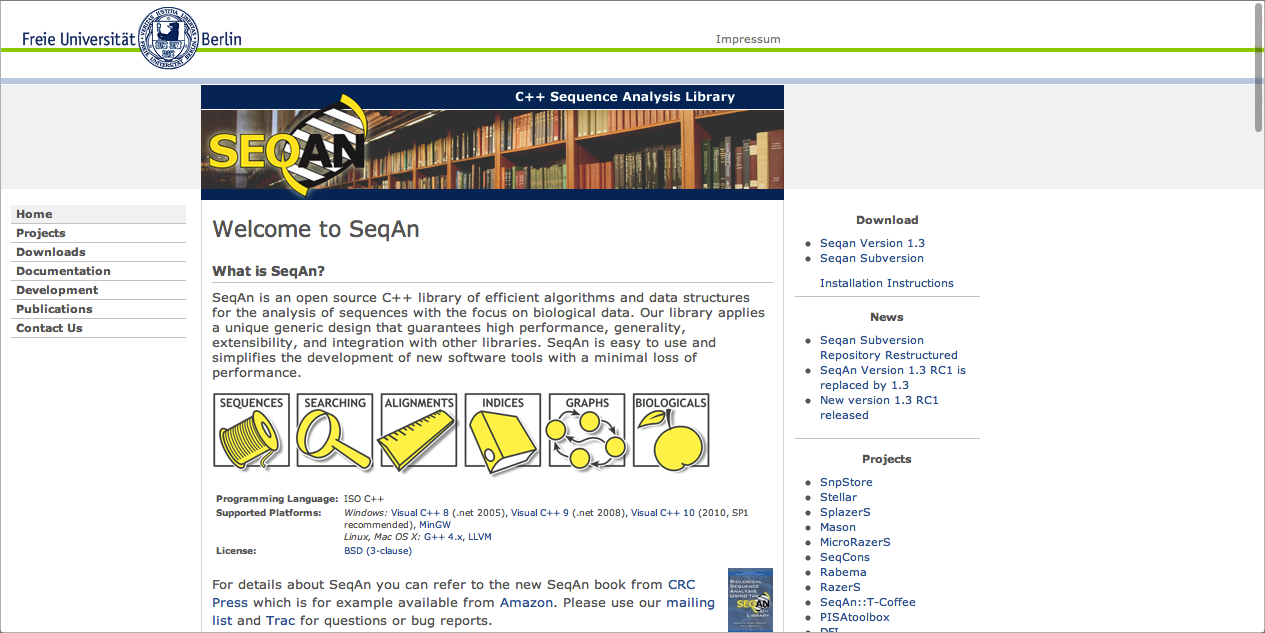 Freie Universität Berlin
Impressum
C++ Sequence Analysis Library
SEQAN
Home
Projects
Downloads
Documentation
Development
Publications
Contact Us
Welcome to SeqAn
What is SeqAn?
SeqAn is an open source C++ library of efficient algorithms and data structures
for the analysis of sequences with the focus on biological data. Our library applies
a unique generic design that guarantees high performance, generality,
extensibility, and integration with other libraries. SeqAn is easy to use and
simplifies the development of new software tools with a minimal loss of
performance.
SEQUENCES SEARCHING ALIGNMENTS INDICES GRAPHS BIOLOGICALS
Programming Language: ISO C++
Supported Platforms: Windows: Visual C++ 8 (.net 2005), Visual C++ 9 (.net 2008), Visual C++ 10 (2010, SP1
recommended), MinGW
Linux, Mac OS X: G++ 4.x, LLVM
License: BSD (3-clause)
For details about SeqAn you can refer to the new SeqAn book from CRC
Press which is for example available from Amazon. Please use our mailing
list and Trac for questions or bug reports.
BIOLOGICAL
SEQUENCE
ANALYSIS
USING THE
SEQAN
C++
LIBRARY
Download
Seqan Version 1.3
Seqan Subversion
Installation Instructions
News
Seqan Subversion
Repository Restructured
SeqAn Version 1.3 RC1 is
replaced by 1.3
New version 1.3 RC1
released
Projects
SnpStore
Stellar
SplazerS
Mason
MicroRazerS
SeqCons
Rabema
RazerS
SeqAn::T-Coffee
PISAtoolbox